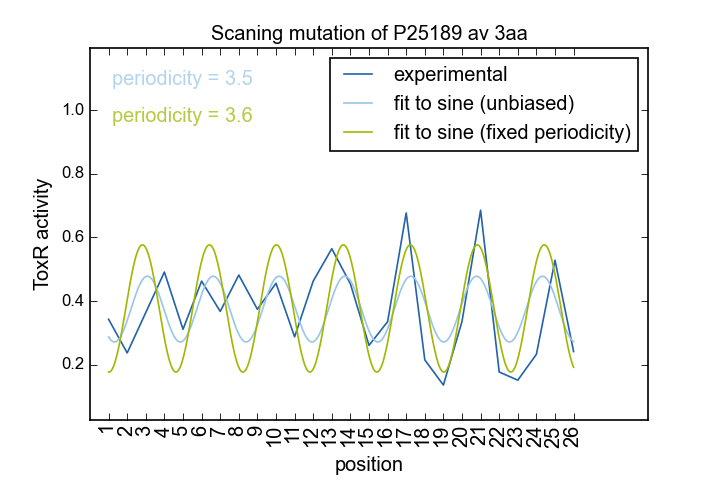 Scaning mutation of P25189 av 3aa
periodicity = 3.5
periodicity = 3.6
experimental
fit to sine (unbiased)
fit to sine (fixed periodicity)
ToxR activity
1.0
0.8
0.6
0.4
0.2
1 2 3 4 5 6 7 8 9 10 11 12 13 14 15 16 17 18 19 20 21 22 23 24 25 26
position